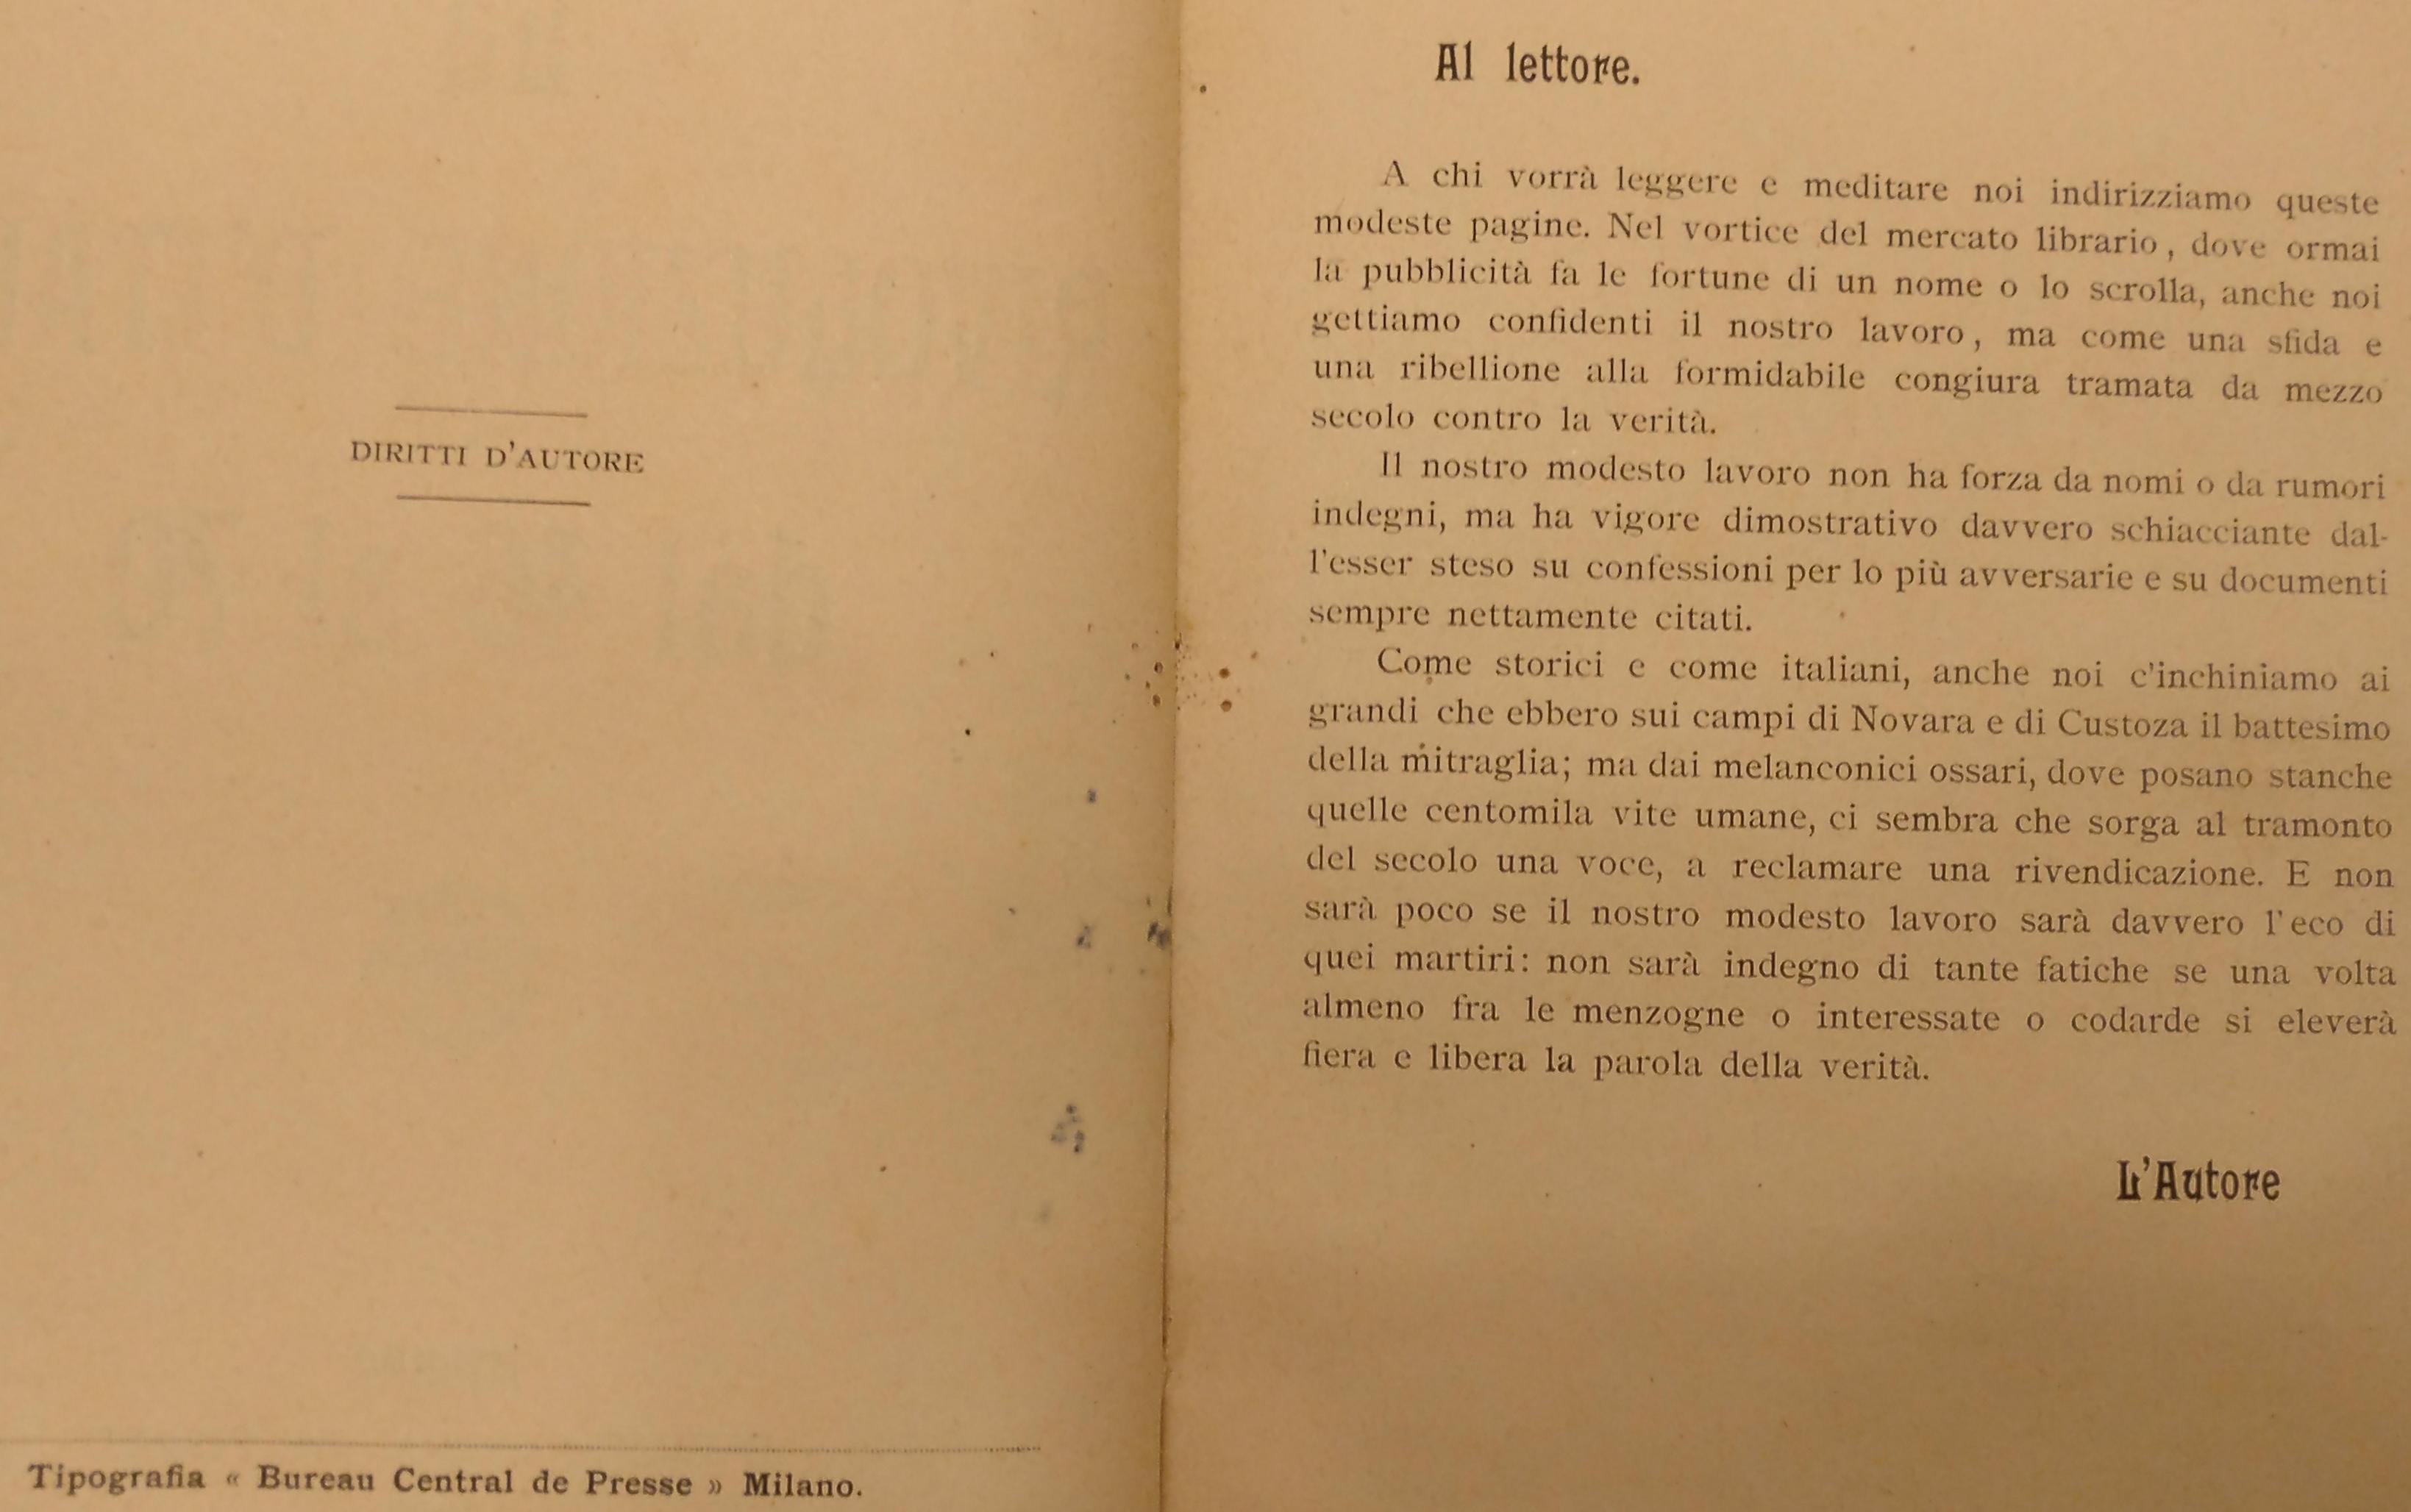 DIRITTI D'AUTORE
Tipografia « Bureau Central de Presse » Milano.
Al lettore.
A chi vorrà leggere e meditare noi indirizziamo queste
modeste pagine. Nel vortice del mercato librario, dove ormai
la pubblicità fa le fortune di un nome o lo scrolla, anche noi
gettiamo confidenti il nostro lavoro, ma come una sfida e
una ribellione alla formidabile congiura tramata da mezzo
secolo contro la verità.
Il nostro modesto lavoro non ha forza da nomi o da rumori
indegni, ma ha vigore dimostrativo davvero schiacciante dal-
l'esser steso su confessioni per lo più avversarie e su documenti
sempre nettamente citati.
Come storici e come italiani, anche noi c'inchiniamo ai
grandi che ebbero sui campi di Novara e di Custoza il battesimo
della mitraglia; ma dai melanconici ossari, dove posano stanche
quelle centomila vite umane, ci sembra che sorga al tramonto
del secolo una voce, a reclamare una rivendicazione. E non
sarà poco se il nostro modesto lavoro sarà davvero l'eco di
quei martiri: non sarà indegno di tante fatiche se una volta
almeno fra le menzogne o interessate o codarde si eleverà
fiera e libera la parola della verità.
L'Autore